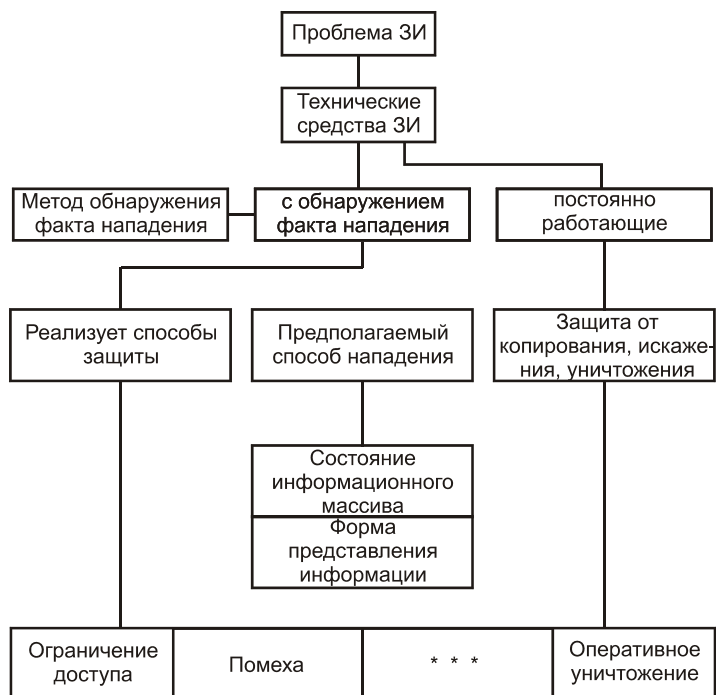 Проблема ЗИ
Технические
средства ЗИ
Метод обнаружения
факта нападения
с обнаружением
факта нападения
постоянно
работающие
Реализует способы
защиты
Предполагаемый
способ нападения
Защита от
копирования, искаже-
ния, уничтожения
Состояние
информационного
массива
Форма
представления
информации
Ограничение
доступа
Помеха
* * *
Оперативное
уничтожение